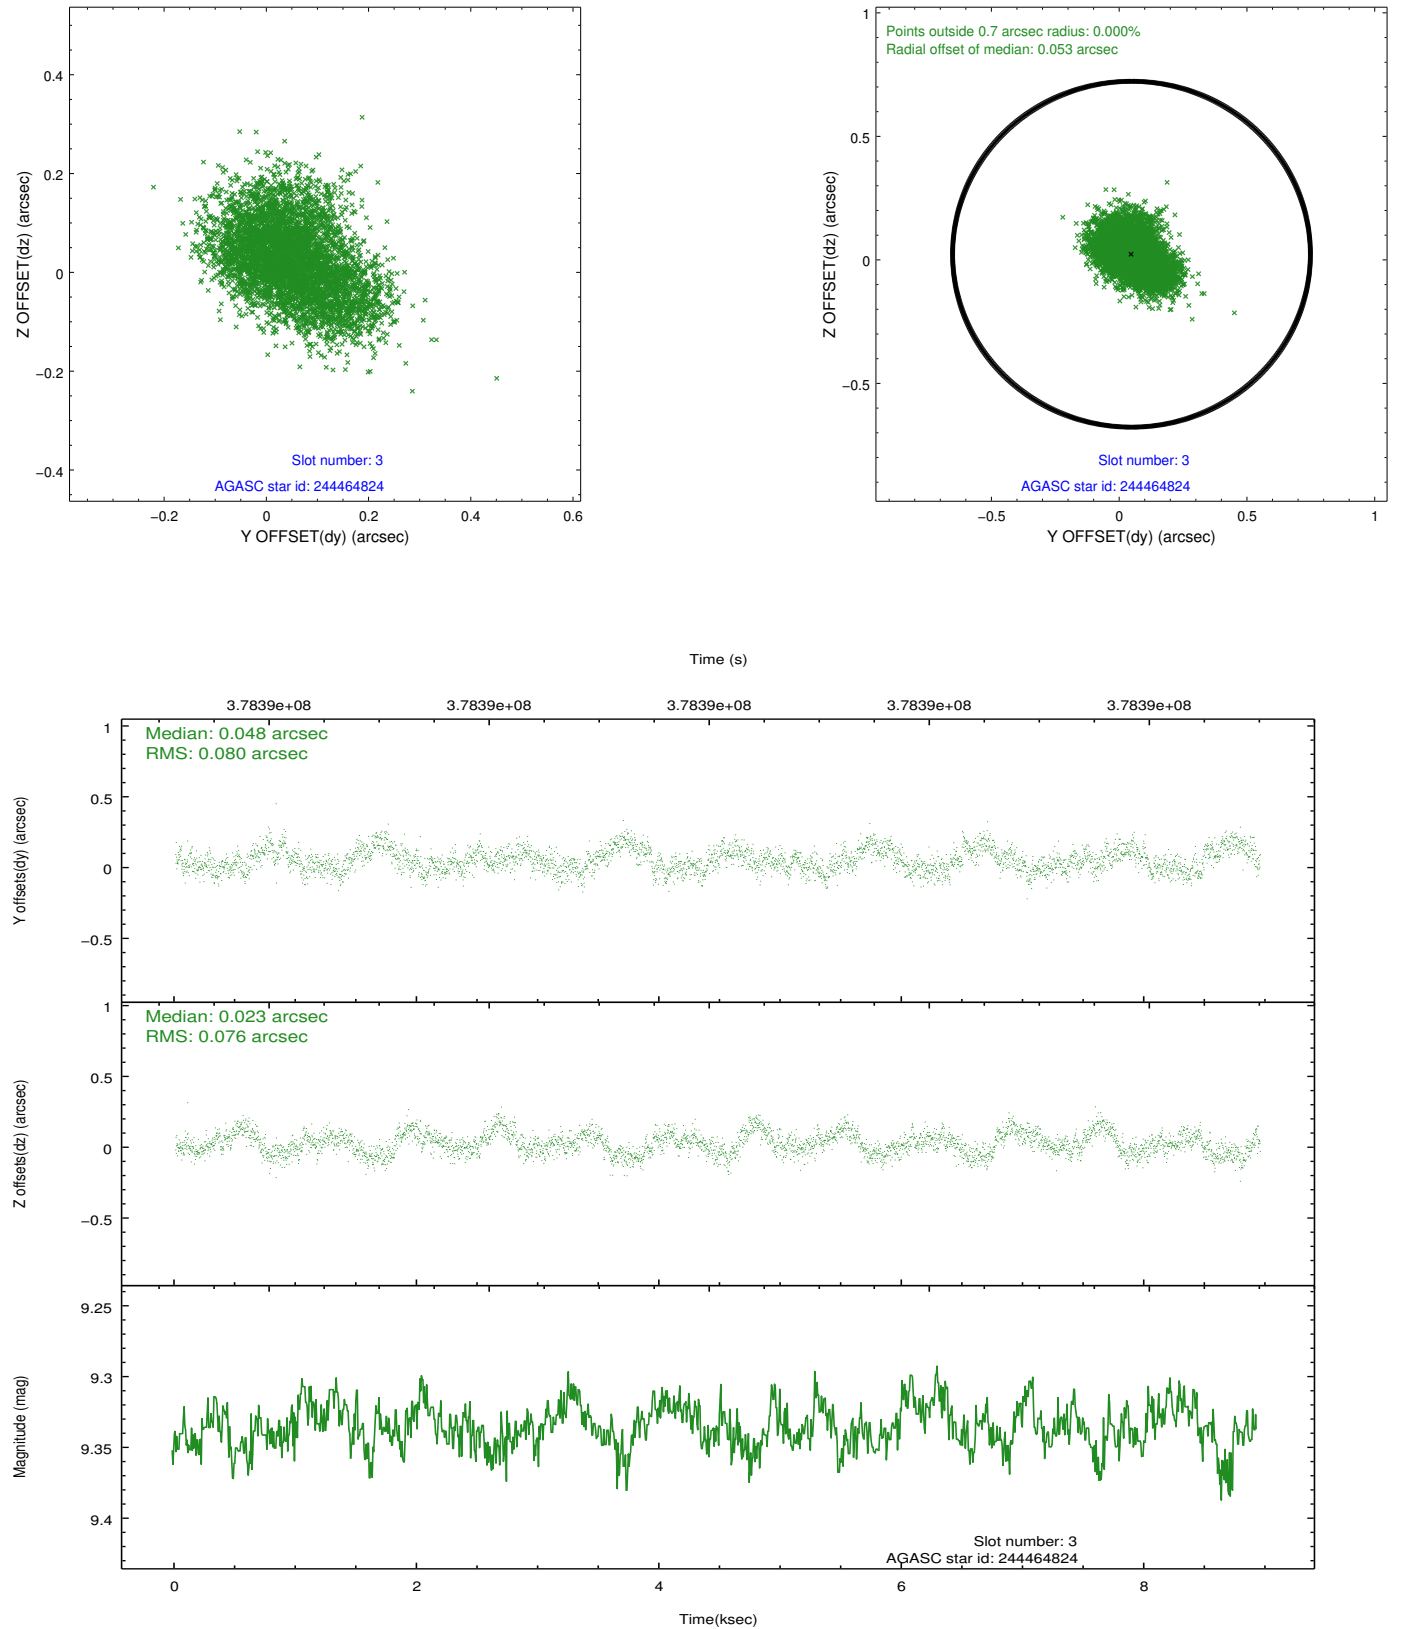 0.4
0.2
0
−0.2
−0.4
Z OFFSET(dz) (arcsec)
Slot number: 3
AGASC star id: 244464824
−0.2 0 0.2 0.4 0.6
Y OFFSET(dy) (arcsec)
1
0.5
0
−0.5
Z OFFSET(dz) (arcsec)
Points outside 0.7 arcsec radius: 0.000%
Radial offset of median: 0.053 arcsec
Slot number: 3
AGASC star id: 244464824
−0.5 0 0.5 1
Y OFFSET(dy) (arcsec)
Time (s)
3.7839e+08 3.7839e+08 3.7839e+08 3.7839e+08 3.7839e+08
1
0.5
0
−0.5
Y offsets(dy) (arcsec)
Median: 0.048 arcsec
RMS: 0.080 arcsec
1
0.5
0
−0.5
Z offsets(dz) (arcsec)
Median: 0.023 arcsec
RMS: 0.076 arcsec
9.25
9.3
9.35
9.4
Magnitude (mag)
Slot number: 3
AGASC star id: 244464824
0 2 4 6 8
Time(ksec)